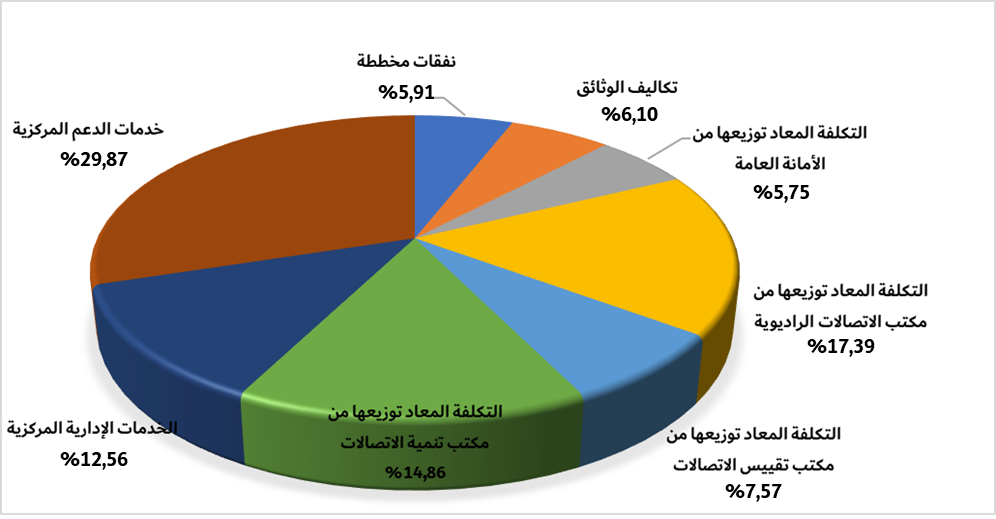 نفقات مخططة
%5,91
تكاليف الوثائق
%6,10
التكلفة المعاد توزيعها من
الأمانة العامة
%5,75
التكلفة المعاد توزيعها من
مكتب الاتصالات الراديوية
%17,39
التكلفة المعاد توزيعها من
مكتب تقييس الاتصالات
%7,57
التكلفة المعاد توزيعها من
مكتب تنمية الاتصالات
%14,86
الخدمات الإدارية المركزية
%12,56
خدمات الدعم المركزية
%29,87